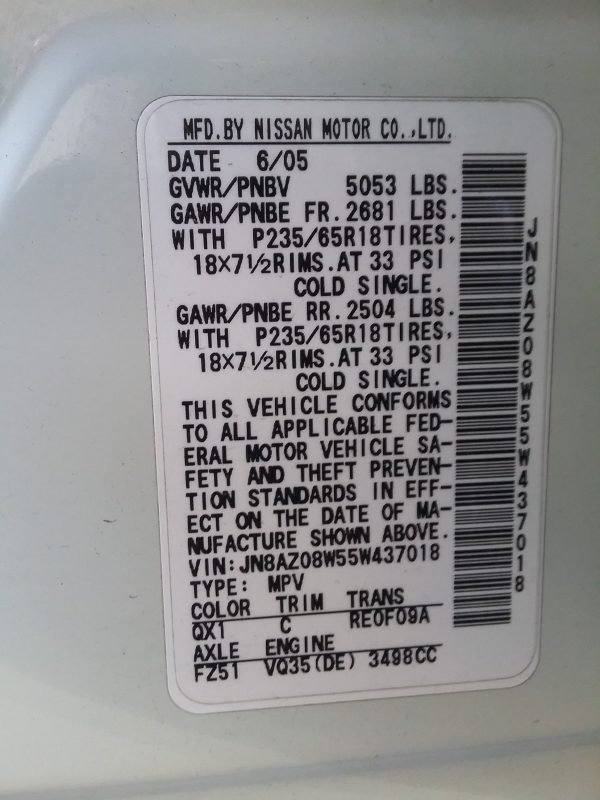 MFD.BY NISSAN MOTOR CO.,LTD.
DATE 6/05
GVWR/PNBV 5053 LBS.
GAWR/PNBE FR.2681 LBS.
WITH P235/65R18TIRES,
18X7½RIMS.AT 33 PSI
COLD SINGLE.
GAWR/PNBE RR.2504 LBS.
WITH P235/65R18TIRES,
18X7½RIMS.AT 33 PSI
COLD SINGLE.
THIS VEHICLE CONFORMS
TO ALL APPLICABLE FED-
ERAL MOTOR VEHICLE SA-
FETY AND THEFT PREVEN-
TION STANDARDS IN EFF-
ECT ON THE DATE OF MA-
NUFACTURE SHOWN ABOVE.
VIN:JN8AZ08W55W437018
TYPE: MPV
COLOR TRIM TRANS
QX1 C RE0F09A
AXLE ENGINE
FZ51 VQ35(DE) 3498CC
JN8AZ08W55W437018